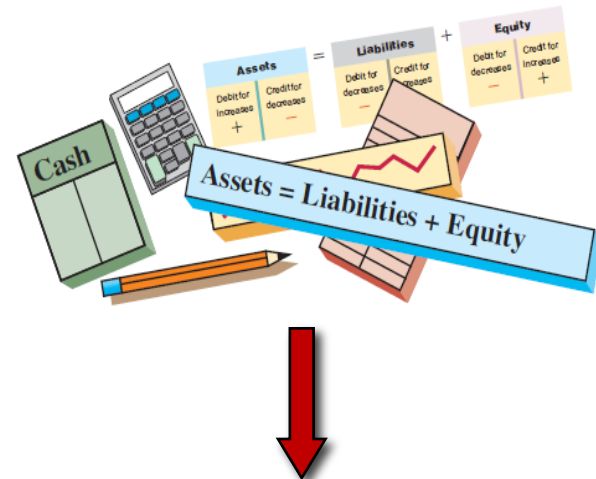 Equity
Liabilities
+
Assets
=
Debit for
decreases
−
Credit for
increases
+
Debit for
decreases
−
Credit for
Debit for
increases
+
Credit for
decreases
−
Cash
Assets = Liabilities + Equity